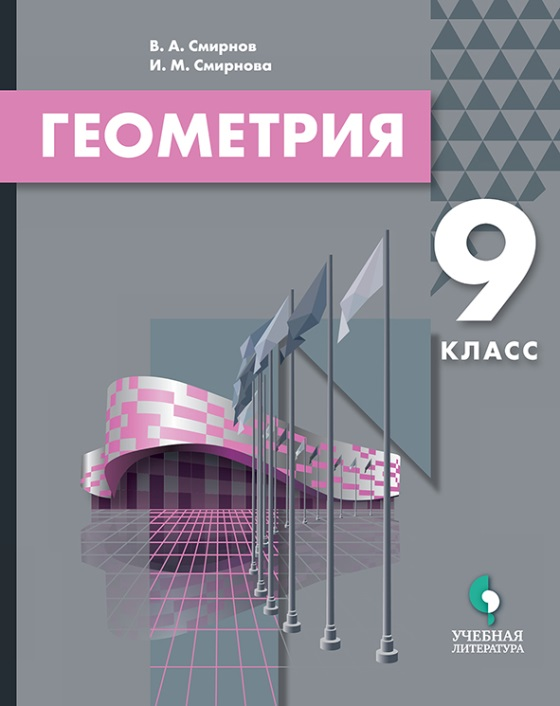 В. А. Смирнов
И. М. Смирнова
ГЕОМЕТРИЯ
9
КЛАСС
УЧЕБНАЯ
ЛИТЕРАТУРА